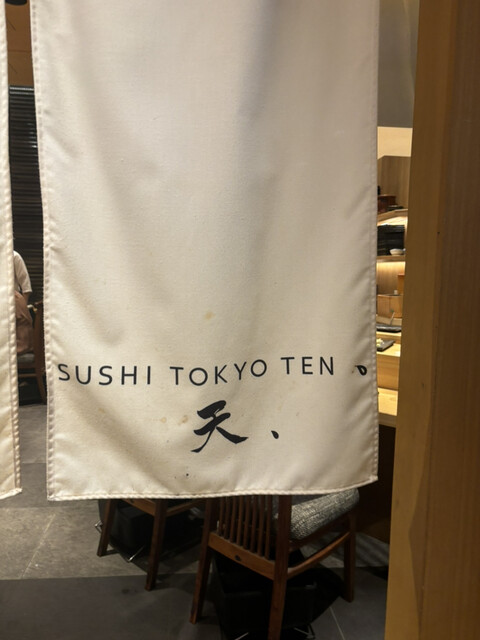 SUSHI TOKYO TEN 、
天、